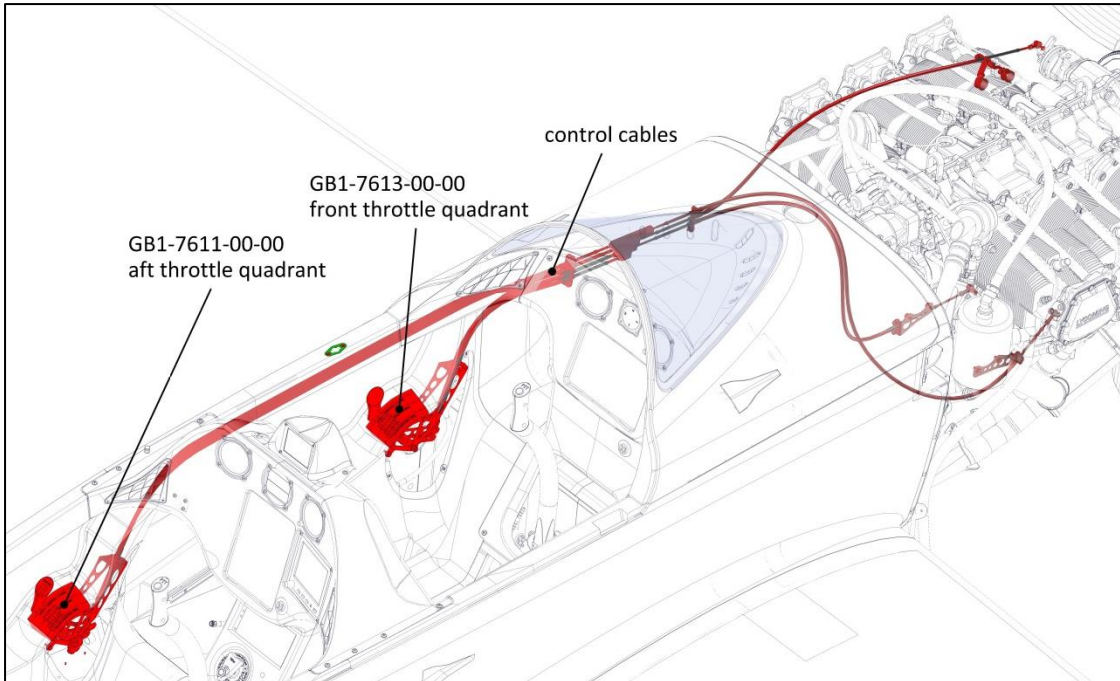 control cables
GB1-7613-00-00
front throttle quadrant
GB1-7611-00-00
aft throttle quadrant